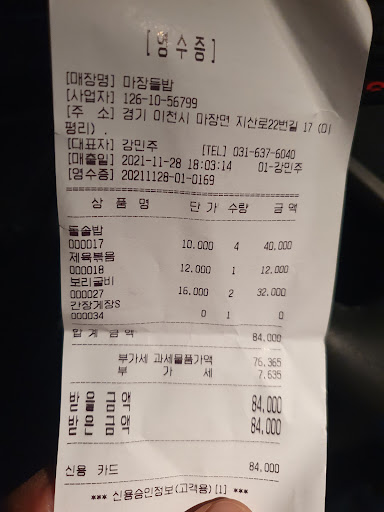 [영수증]
[매장명] 마장돌밥
[사업자] 126-10-56799
[주 소] 경기 이천시 마장면 지산로22번길 17 (이
평리) .
[대표자] 강민주 [TEL] 031-637-6040
[매출일] 2021-11-28 18:03:14 01-강민주
[영수증] 20211128-01-0169
상 품 명 단 가 수량 금 액
돌솥밥
000017 10,000 4 40,000
제육볶음
000018 12,000 1 12,000
보리굴비
000027 16,000 2 32,000
간장게장S
000034 0 1 0
합 계 금 액 84,000
부가세 과세물품가액 76,365
부 가 세 7,635
받을금액 84,000
받은금액 84,000
신용 카드 84,000
*** 신용승인정보(고객용) [1] ***